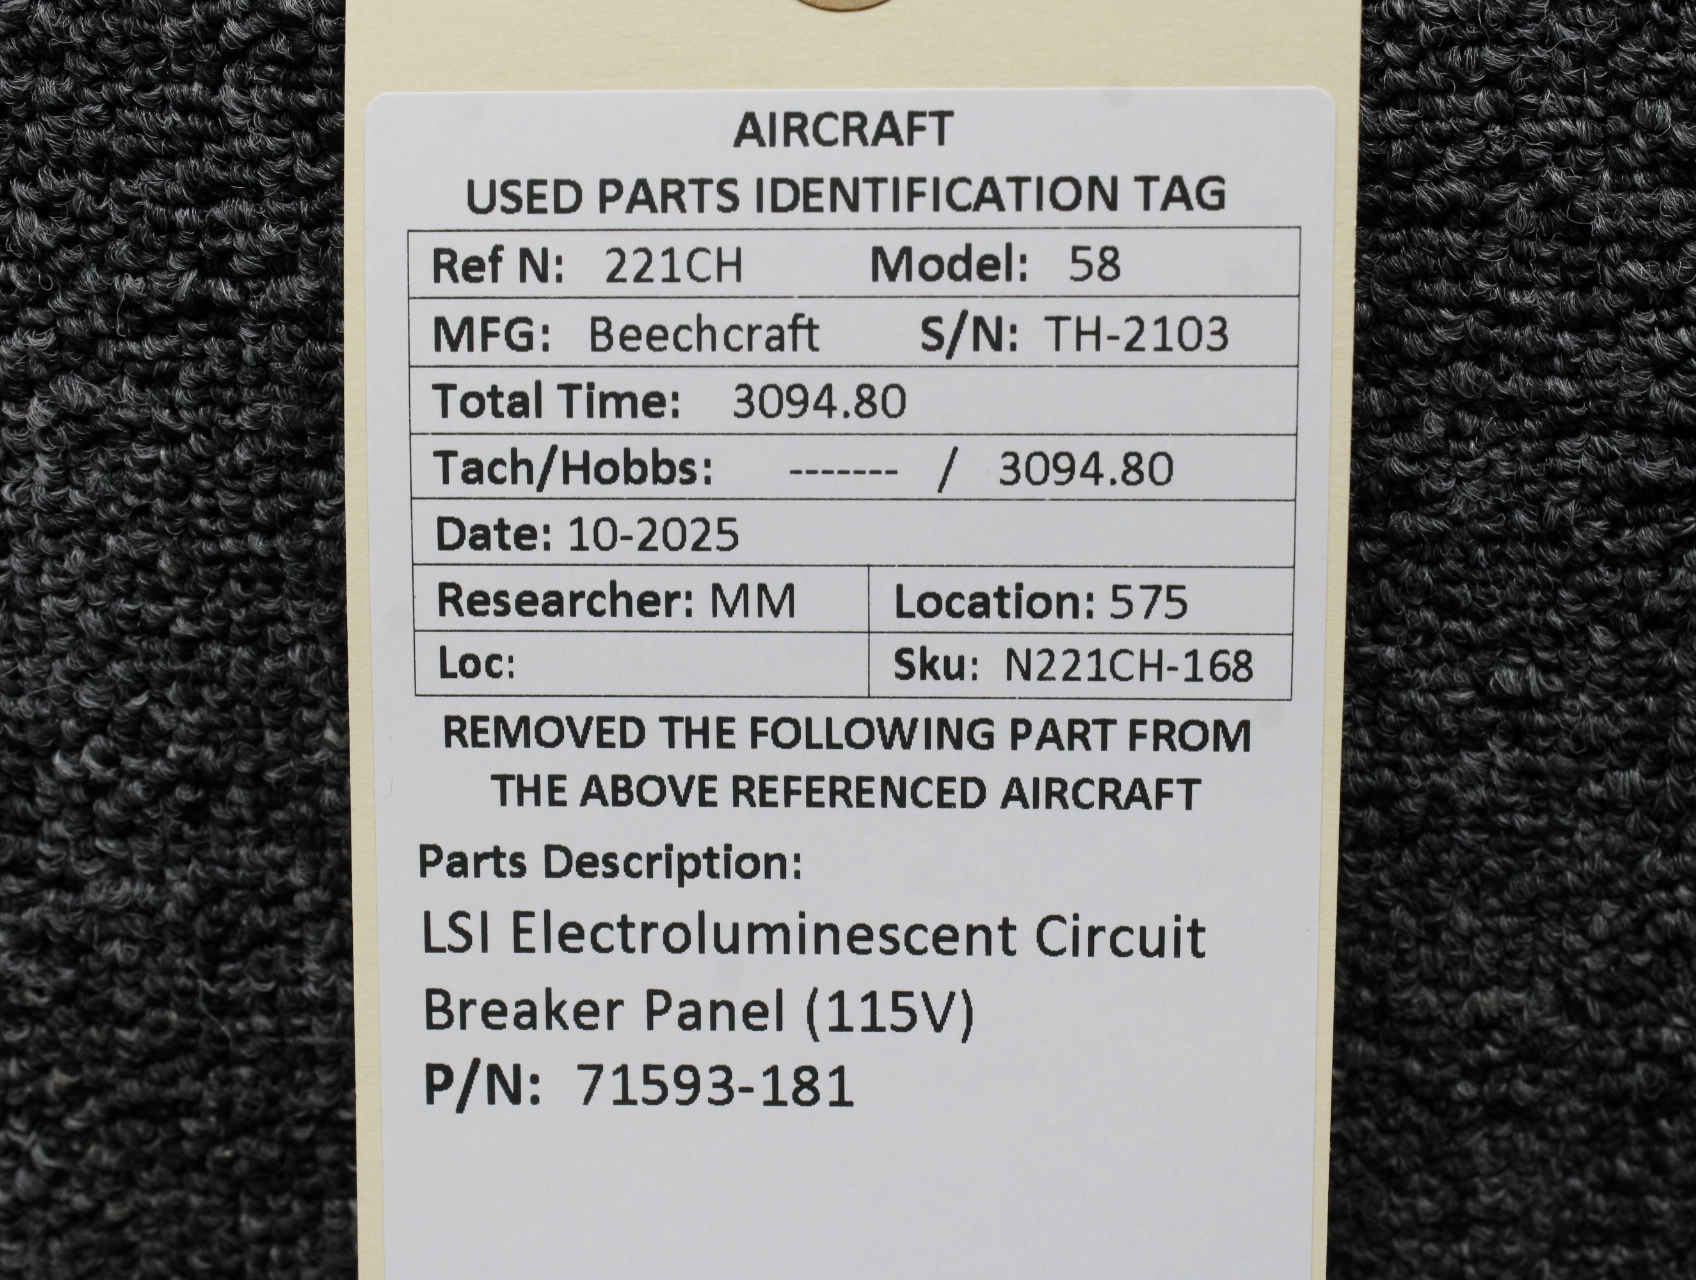 AIRCRAFT
USED PARTS IDENTIFICATION TAG
Ref N: 221CH Model: 58
MFG: Beechcraft S/N: TH-2103
Total Time: 3094.80
Tach/Hobbs: ------- / 3094.80
Date: 10-2025
Researcher: MM Location: 575
Loc: Sku: N221CH-168
REMOVED THE FOLLOWING PART FROM
THE ABOVE REFERENCED AIRCRAFT
Parts Description:
LSI Electroluminescent Circuit
Breaker Panel (115V)
P/N: 71593-181